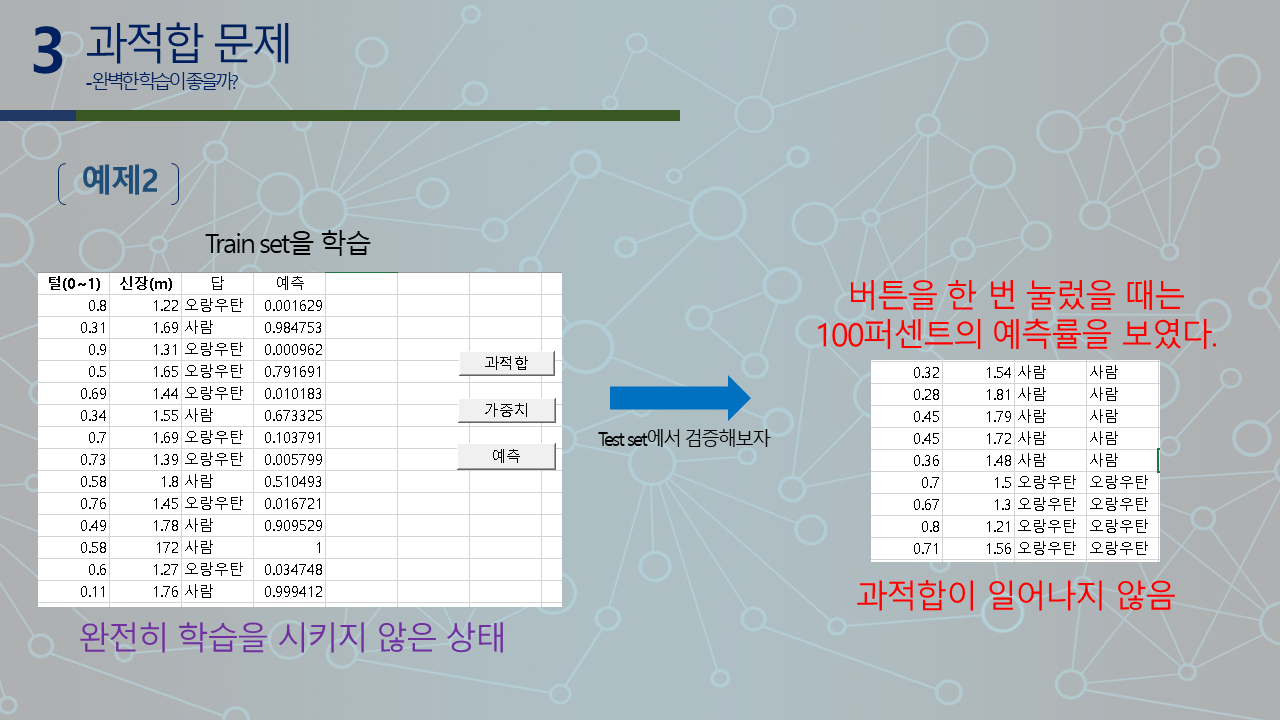 3 과적합 문제
-완벽한 학습이 좋을까?
예제2
Train set을 학습
털(0~1) 신장(m) 답 예측
0.8 1.22 오랑우탄 0.001629
0.31 1.69 사람 0.984753
0.9 1.31 오랑우탄 0.000962
0.5 1.65 오랑우탄 0.791691
0.69 1.44 오랑우탄 0.010183
0.34 1.55 사람 0.673325
0.7 1.69 오랑우탄 0.103791
0.73 1.39 오랑우탄 0.005799
0.58 1.8 사람 0.510493
0.76 1.45 오랑우탄 0.016721
0.49 1.78 사람 0.909529
0.58 172 사람 1
0.6 1.27 오랑우탄 0.034748
0.11 1.76 사람 0.999412
과적합
가중치
예측
완전히 학습을 시키지 않은 상태
Test set에서 검증해보자
버튼을 한 번 눌렀을 때는
100퍼센트의 예측률을 보였다.
0.32 1.54 사람 사람
0.28 1.81 사람 사람
0.45 1.79 사람 사람
0.45 1.72 사람 사람
0.36 1.48 사람 사람
0.7 1.5 오랑우탄 오랑우탄
0.67 1.3 오랑우탄 오랑우탄
0.8 1.21 오랑우탄 오랑우탄
0.71 1.56 오랑우탄 오랑우탄
과적합이 일어나지 않음